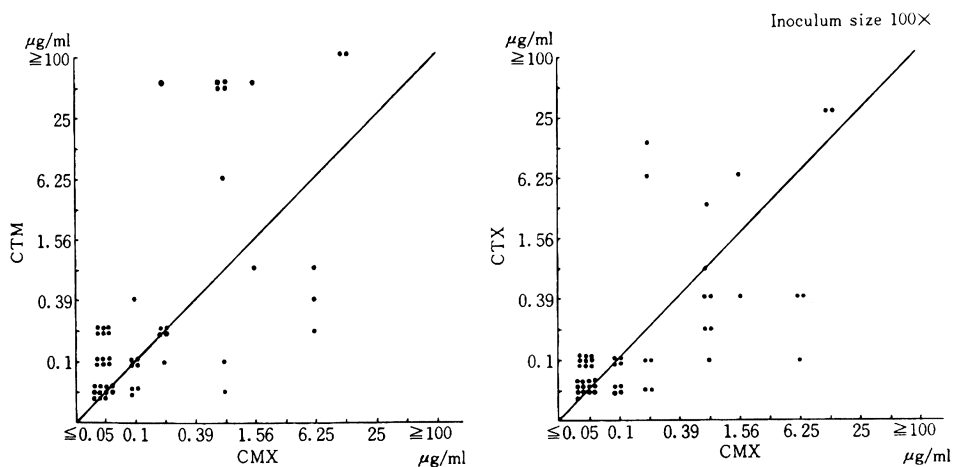 Inoculum size 100×
μg/ml
≧100
25
6.25
1.56
0.39
0.1
CTM
≦0.05 0.1 0.39 1.56 6.25 25 ≧100
CMX μg/ml
μg/ml
≧100
25
6.25
1.56
0.39
0.1
CTX
≦0.05 0.1 0.39 1.56 6.25 25 ≧100
CMX μg/ml